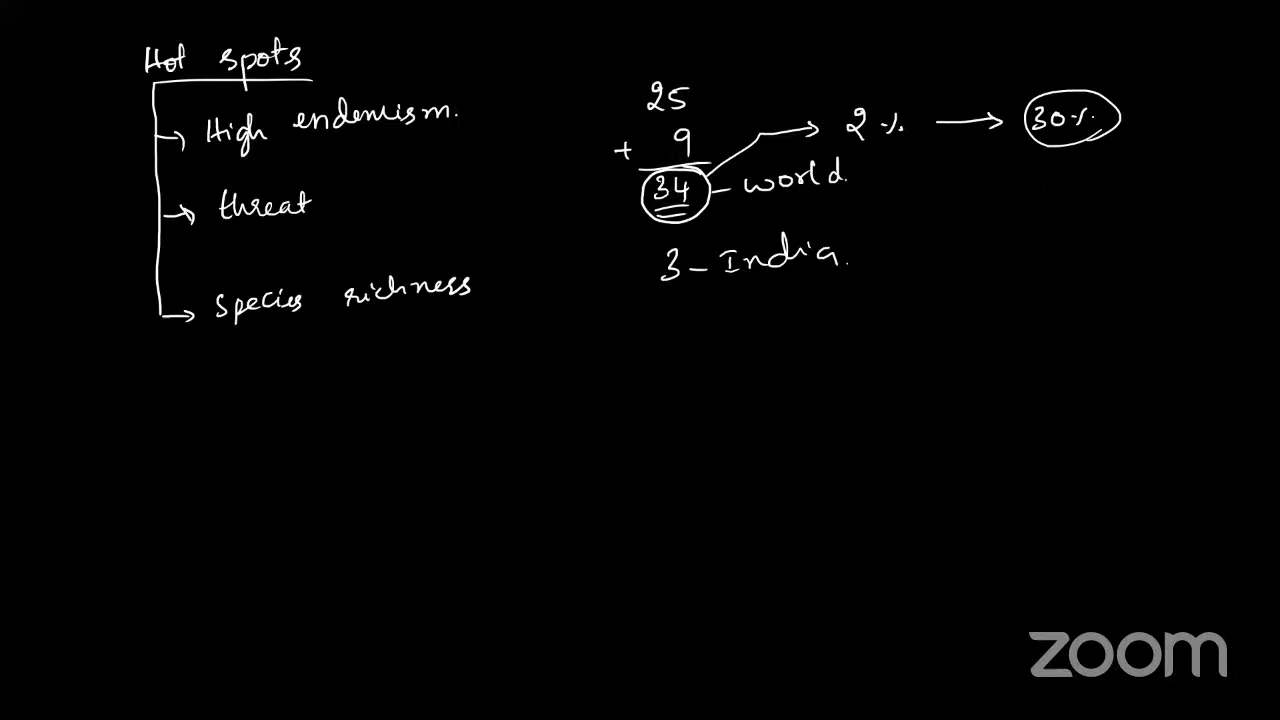 Hot spots
High endemism.
threat
Species richness
25
+ 9
34 - world.
2% → 30%
3 - India.
zoom